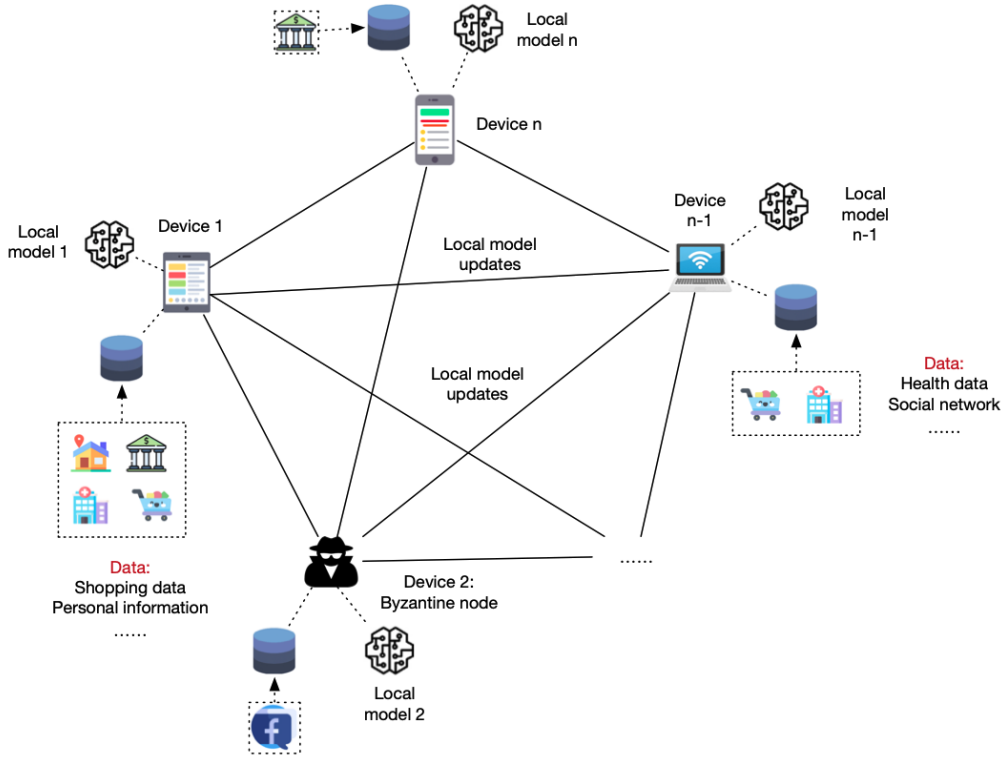 Local
model n
Device n
Device 1
Local
model 1
Device
n-1
Local
model
n-1
Local model
updates
Local model
updates
Data:
Health data
Social network
......
Data:
Shopping data
Personal information
......
......
Device 2:
Byzantine node
Local
model 2